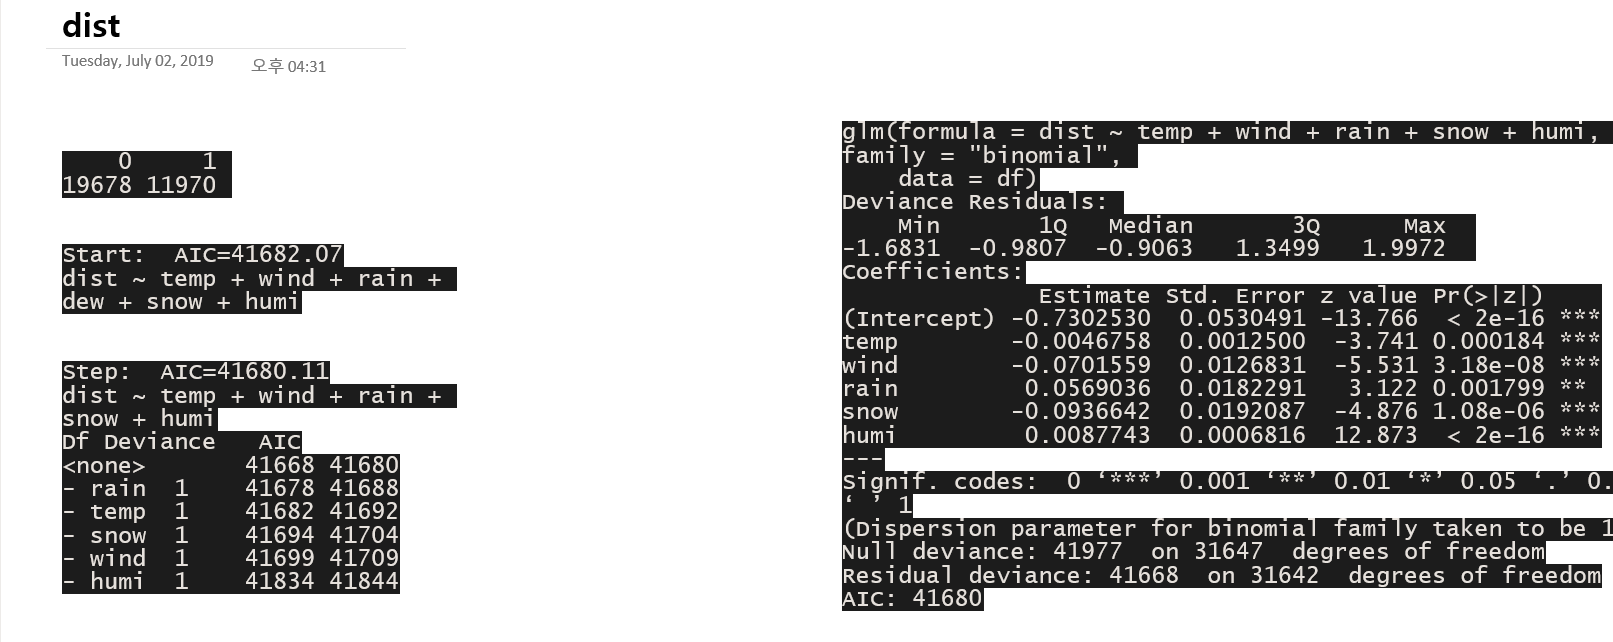 dist
Tuesday, July 02, 2019 오후 04:31
0 1
19678 11970
Start: AIC=41682.07
dist ~ temp + wind + rain +
dew + snow + humi
Step: AIC=41680.11
dist ~ temp + wind + rain +
snow + humi
Df Deviance AIC
<none> 41668 41680
- rain 1 41678 41688
- temp 1 41682 41692
- snow 1 41694 41704
- wind 1 41699 41709
- humi 1 41834 41844
glm(formula = dist ~ temp + wind + rain + snow + humi,
family = "binomial",
data = df)
Deviance Residuals:
Min 1Q Median 3Q Max
-1.6831 -0.9807 -0.9063 1.3499 1.9972
Coefficients:
Estimate Std. Error z value Pr(>|z|)
(Intercept) -0.7302530 0.0530491 -13.766 < 2e-16 ***
temp -0.0046758 0.0012500 -3.741 0.000184 ***
wind -0.0701559 0.0126831 -5.531 3.18e-08 ***
rain 0.0569036 0.0182291 3.122 0.001799 **
snow -0.0936642 0.0192087 -4.876 1.08e-06 ***
humi 0.0087743 0.0006816 12.873 < 2e-16 ***
---
Signif. codes: 0 ‘***’ 0.001 ‘**’ 0.01 ‘*’ 0.05 ‘.’ 0.
‘ ’ 1
(Dispersion parameter for binomial family taken to be 1
Null deviance: 41977 on 31647 degrees of freedom
Residual deviance: 41668 on 31642 degrees of freedom
AIC: 41680